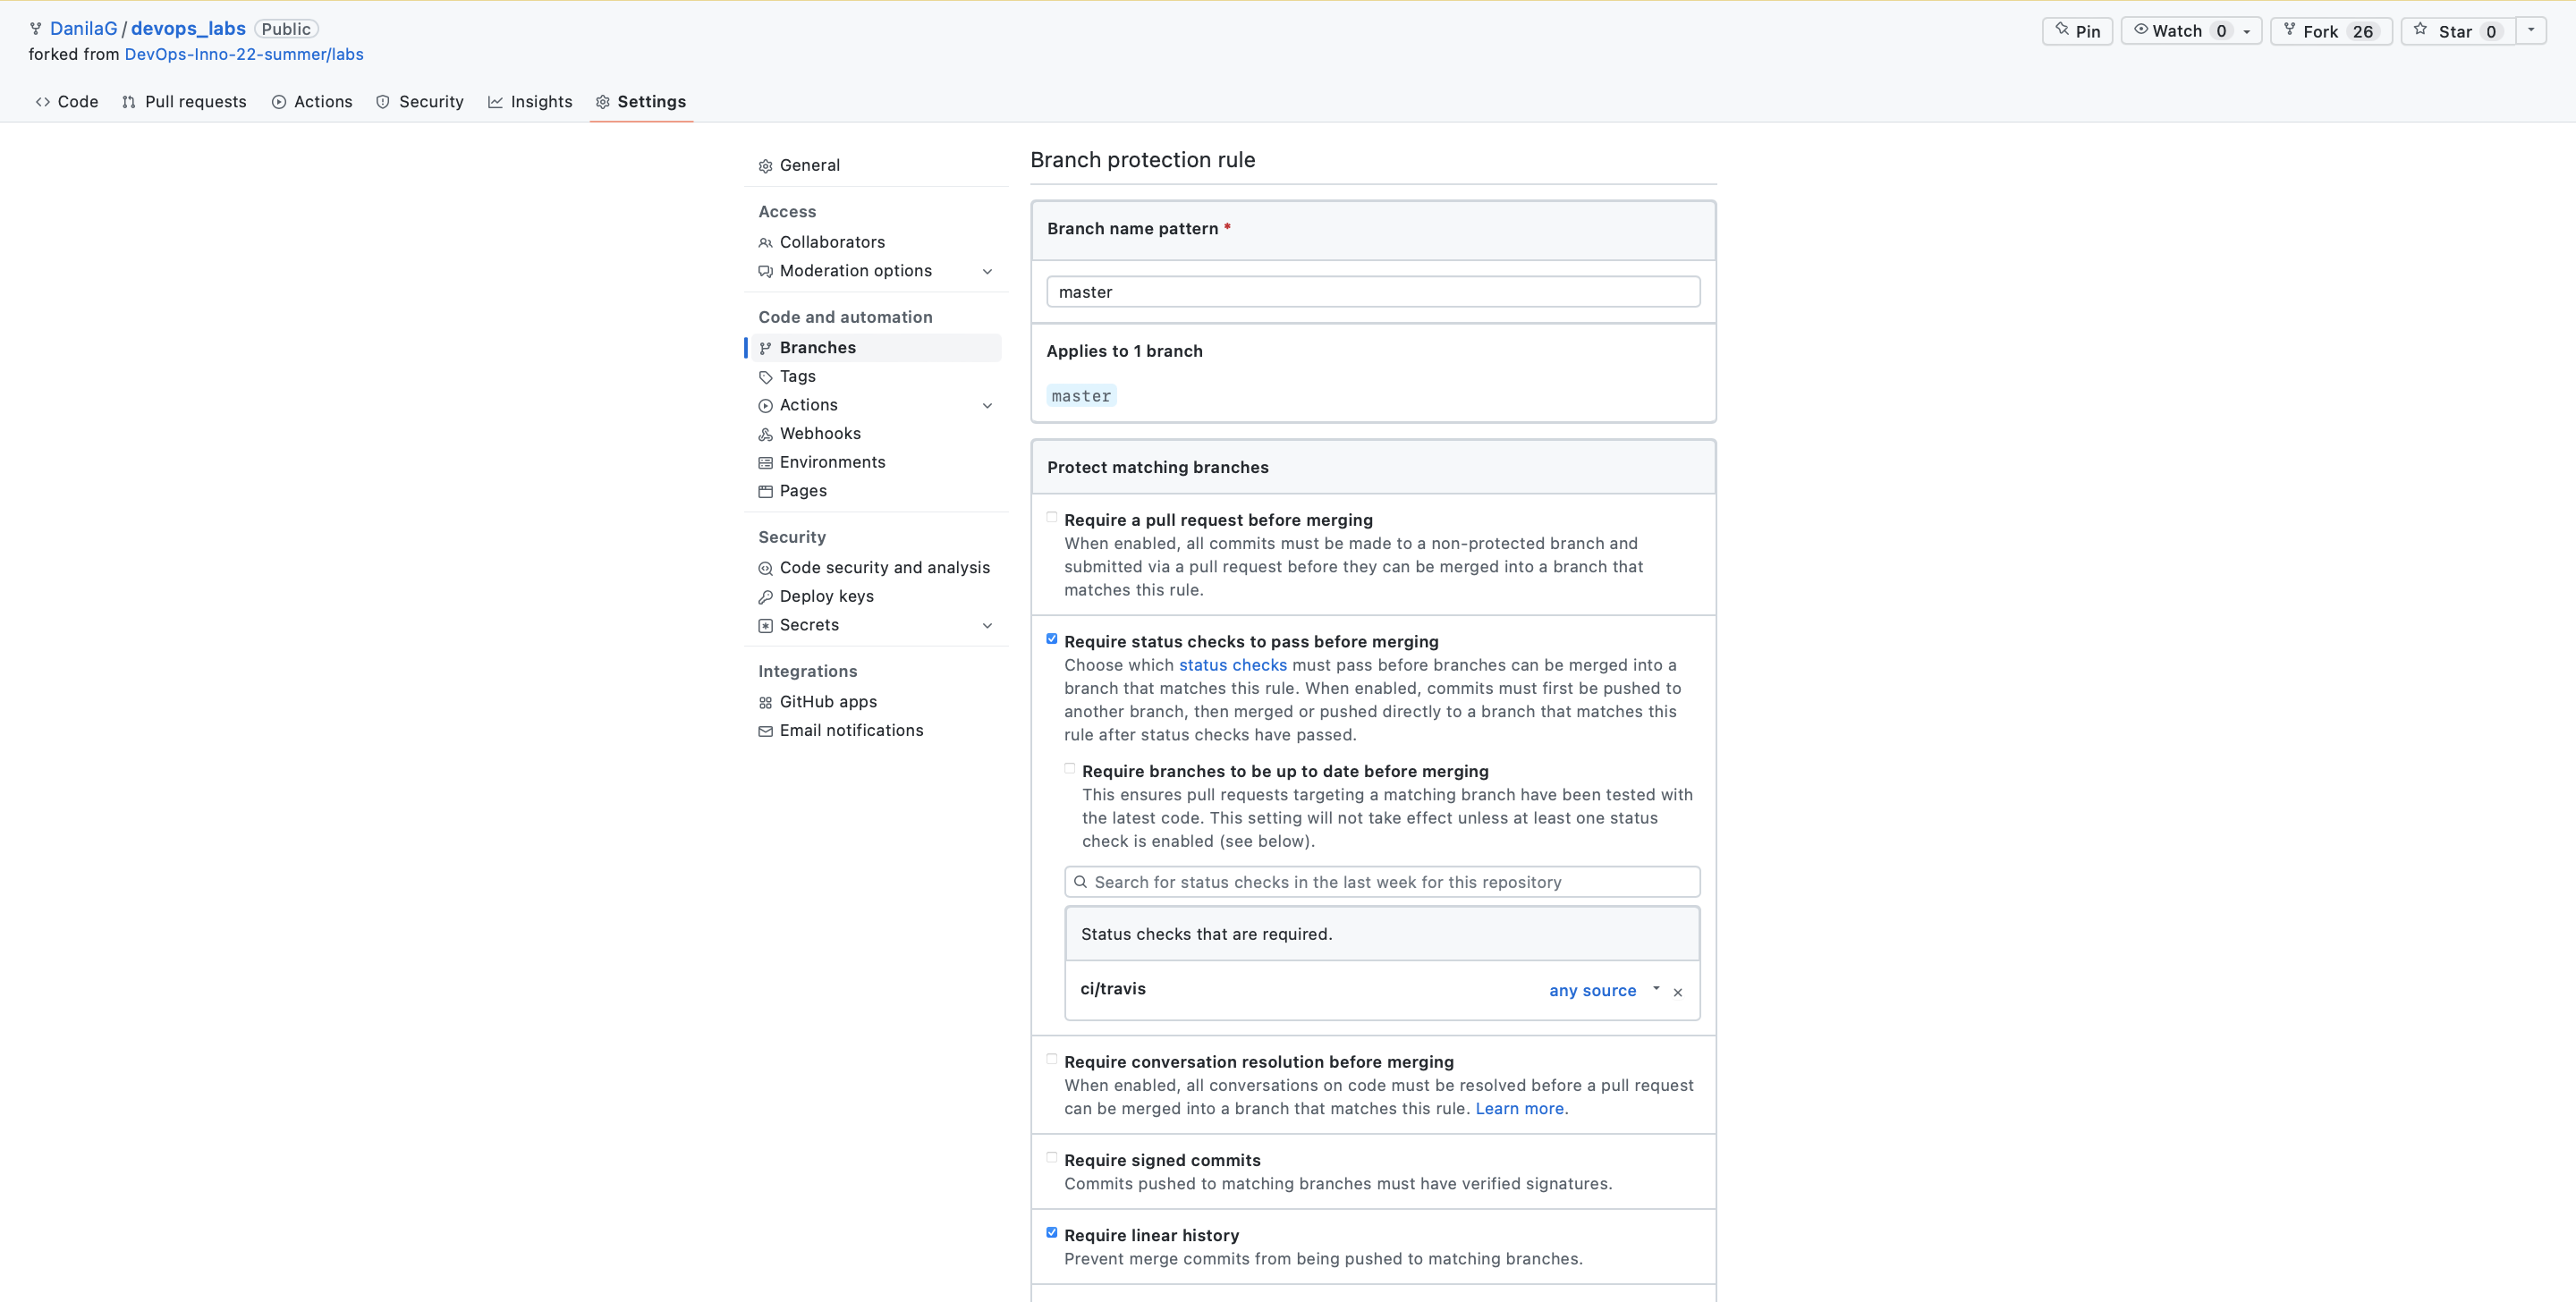 DanilaG / devops_labs Public
forked from DevOps-Inno-22-summer/labs
Pin
Watch 0
Fork 26
Star 0
Code
Pull requests
Actions
Security
Insights
Settings
General
Access
Collaborators
Moderation options
Code and automation
Branches
Tags
Actions
Webhooks
Environments
Pages
Security
Code security and analysis
Deploy keys
Secrets
Integrations
GitHub apps
Email notifications
Branch protection rule
Branch name pattern *
master
Applies to 1 branch
master
Protect matching branches
Require a pull request before merging
When enabled, all commits must be made to a non-protected branch and
submitted via a pull request before they can be merged into a branch that
matches this rule.
Require status checks to pass before merging
Choose which status checks must pass before branches can be merged into a
branch that matches this rule. When enabled, commits must first be pushed to
another branch, then merged or pushed directly to a branch that matches this
rule after status checks have passed.
Require branches to be up to date before merging
This ensures pull requests targeting a matching branch have been tested with
the latest code. This setting will not take effect unless at least one status
check is enabled (see below).
Search for status checks in the last week for this repository
Status checks that are required.
ci/travis any source
Require conversation resolution before merging
When enabled, all conversations on code must be resolved before a pull request
can be merged into a branch that matches this rule. Learn more.
Require signed commits
Commits pushed to matching branches must have verified signatures.
Require linear history
Prevent merge commits from being pushed to matching branches.